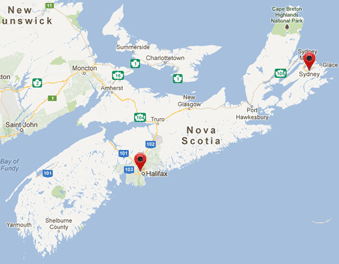 New
unswick
Cape Breton
Highlands
National Park
Summerside
Charlottetown
Sydney
Glace
Sydney
Moncton
Amherst
New
Glasgow
Port
Hawkesbury
Truro
Saint John
Nova
Scotia
Bay of
Fundy
102
101
103
101
Halifax
Yarmouth
Shelburne
County